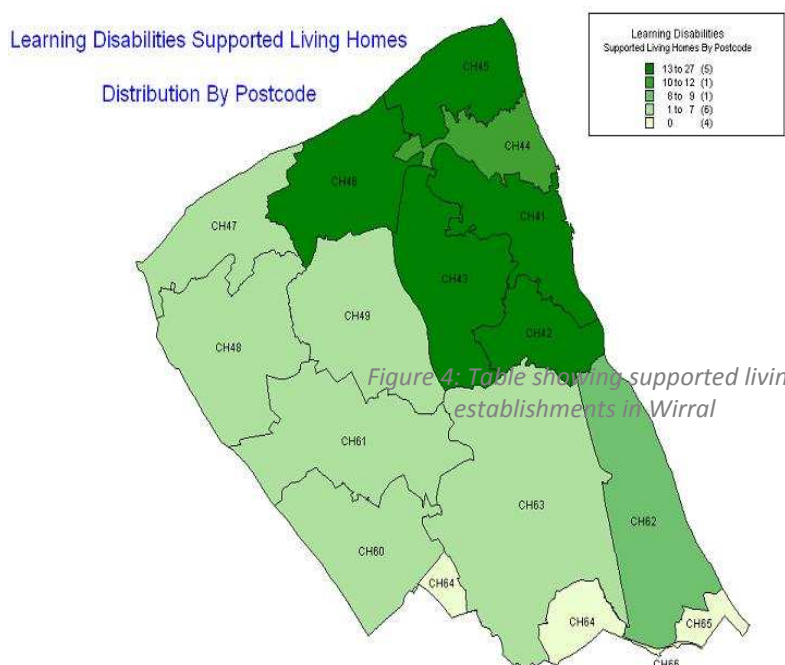 Learning Disabilities Supported Living Homes
Distribution By Postcode
Learning Disabilities
Supported Living Homes By Postcode
13 to 27 (5)
10 to 12 (1)
8 to 9 (1)
1 to 7 (6)
0 (4)
CH45
CH44
CH46
CH41
CH47
CH43
CH49
CH42
CH48
Figure 4: Table showing supported livin
establishments in Wirral
CH61
CH63
CH62
CH60
CH64
CH64
CH65
CH66